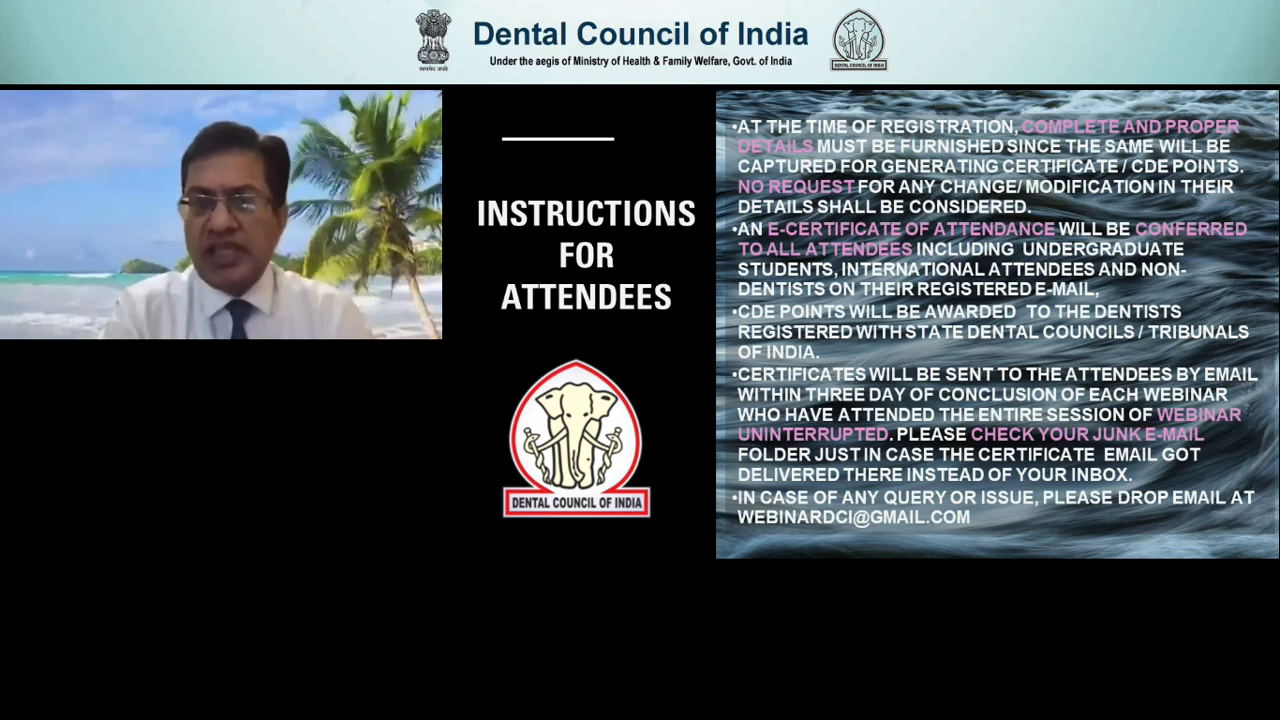 Dental Council of India
Under the aegis of Ministry of Health & Family Welfare, Govt. of India
सत्यमेव जयते
DENTAL COUNCIL OF INDIA
INSTRUCTIONS
FOR
ATTENDEES
DENTAL COUNCIL OF INDIA
•AT THE TIME OF REGISTRATION, COMPLETE AND PROPER
DETAILS MUST BE FURNISHED SINCE THE SAME WILL BE
CAPTURED FOR GENERATING CERTIFICATE / CDE POINTS.
NO REQUEST FOR ANY CHANGE/ MODIFICATION IN THEIR
DETAILS SHALL BE CONSIDERED.
•AN E-CERTIFICATE OF ATTENDANCE WILL BE CONFERRED
TO ALL ATTENDEES INCLUDING UNDERGRADUATE
STUDENTS, INTERNATIONAL ATTENDEES AND NON-
DENTISTS ON THEIR REGISTERED E-MAIL,
•CDE POINTS WILL BE AWARDED TO THE DENTISTS
REGISTERED WITH STATE DENTAL COUNCILS / TRIBUNALS
OF INDIA.
•CERTIFICATES WILL BE SENT TO THE ATTENDEES BY EMAIL
WITHIN THREE DAY OF CONCLUSION OF EACH WEBINAR
WHO HAVE ATTENDED THE ENTIRE SESSION OF WEBINAR
UNINTERRUPTED. PLEASE CHECK YOUR JUNK E-MAIL
FOLDER JUST IN CASE THE CERTIFICATE EMAIL GOT
DELIVERED THERE INSTEAD OF YOUR INBOX.
•IN CASE OF ANY QUERY OR ISSUE, PLEASE DROP EMAIL AT
WEBINARDCI@GMAIL.COM